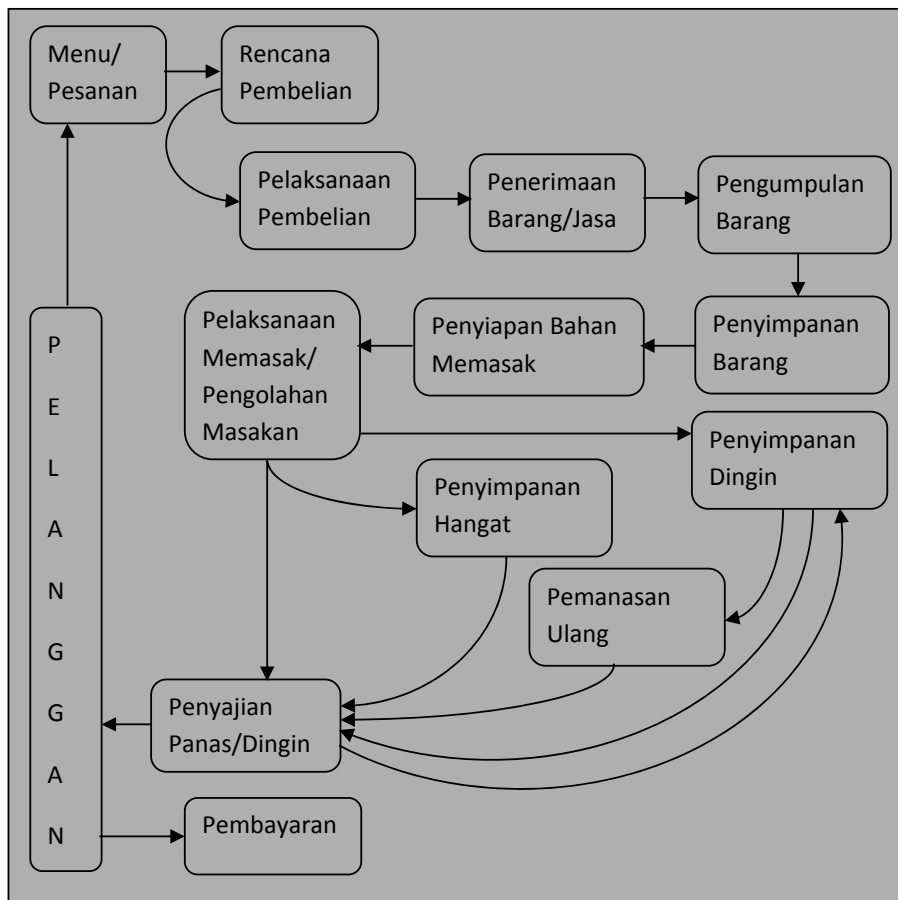 Menu/
Pesanan
Rencana
Pembelian
Pelaksanaan
Pembelian
Penerimaan
Barang/Jasa
Pengumpulan
Barang
Pelaksanaan
Memasak/
Pengolahan
Masakan
Penyiapan Bahan
Memasak
Penyimpanan
Barang
Penyimpanan
Dingin
Penyimpanan
Hangat
Pemanasan
Ulang
Penyajian
Panas/Dingin
Pembayaran
P
E
L
A
N
G
G
A
N